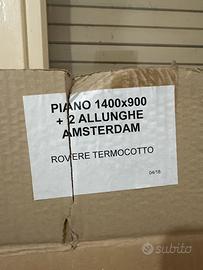 PIANO 1400x900
+ 2 ALLUNGHE
AMSTERDAM
ROVERE TERMOCOTTO
04/18
subito